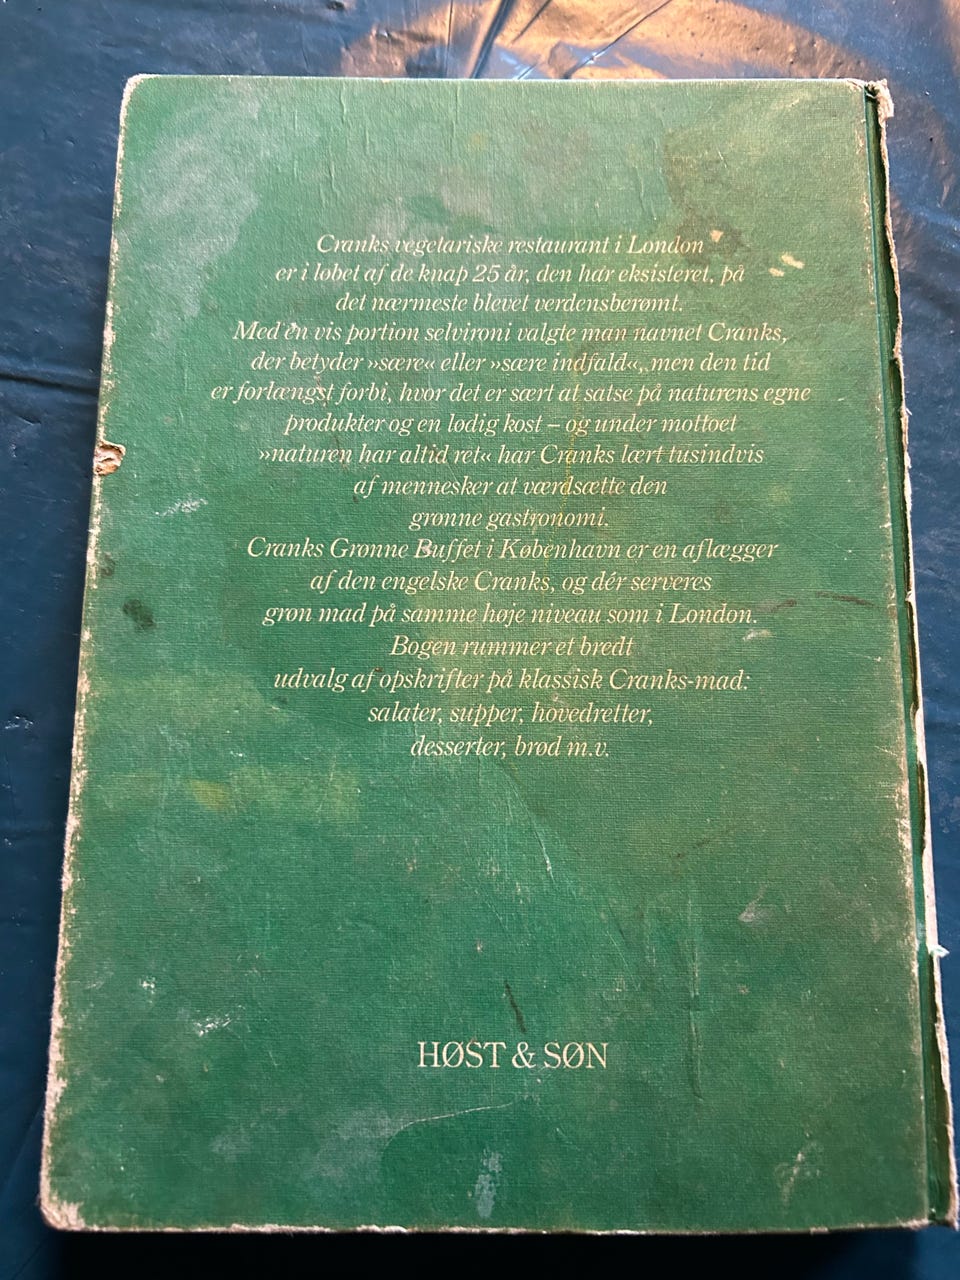 Cranks vegetariske restaurant i London
er i løbet af de knap 25 år, den har eksisteret, på
det nærmeste blevet verdensberømt.
Med en vis portion selvironi valgte man navnet Cranks,
der betyder »sære« eller »sære indfald«, men den tid
er forlængst forbi, hvor det er sært at satse på naturens egne
produkter og en lødig kost – og under mottoet
»naturen har altid ret« har Cranks lært tusindvis
af mennesker at værdsætte den
grønne gastronomi.
Cranks Grønne Buffet i København er en aflægger
af den engelske Cranks, og dér serveres
grøn mad på samme høje niveau som i London.
Bogen rummer et bredt
udvalg af opskrifter på klassisk Cranks-mad:
salater, supper, hovedretter,
desserter, brød m.v.
HØST & SØN